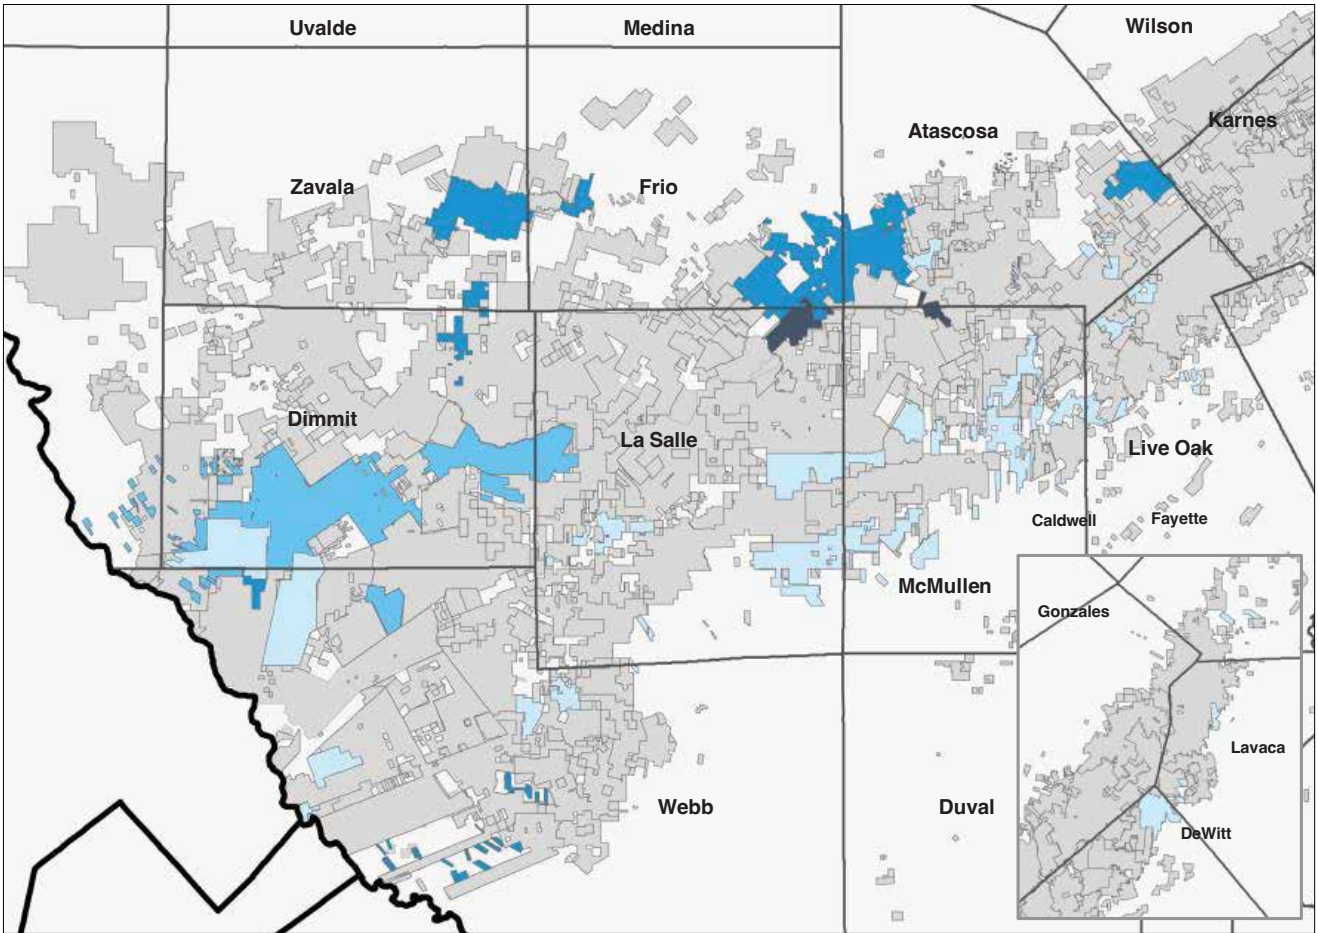 Uvalde
Medina
Wilson
Karnes
Atascosa
Zavala
Frio
Dimmit
La Salle
Live Oak
Caldwell
Fayette
McMullen
Gonzales
Lavaca
Webb
Duval
DeWitt